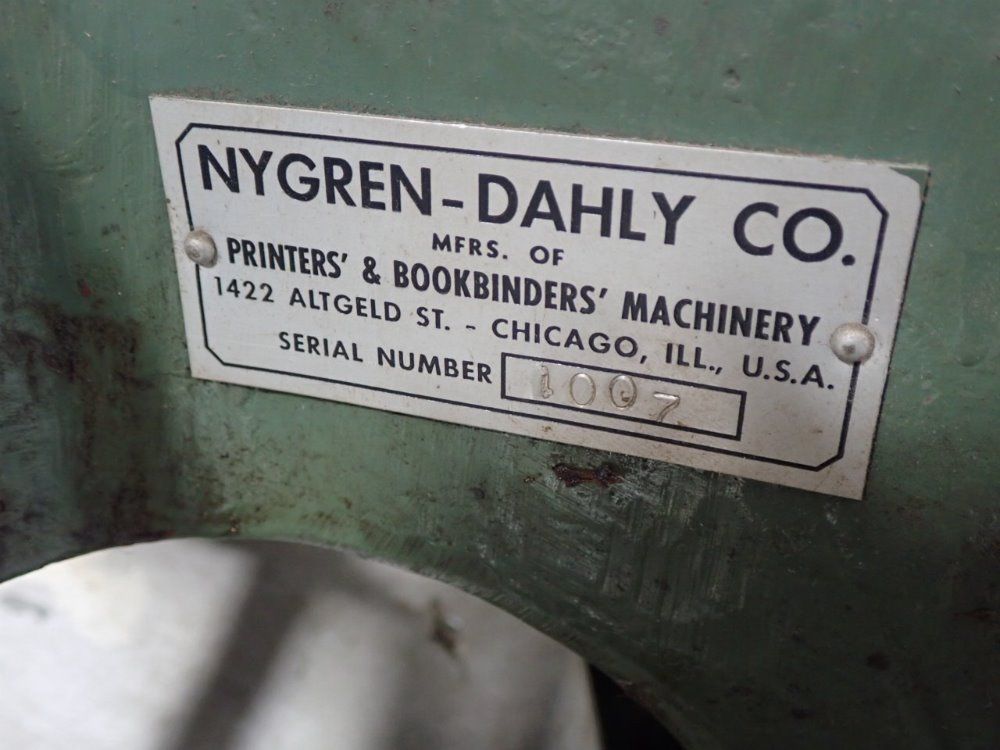 NYGREN-DAHLY CO.
MFRS. OF
PRINTERS' & BOOKBINDERS' MACHINERY
1422 ALTGELD ST. - CHICAGO, ILL., U.S.A.
SERIAL NUMBER 1007